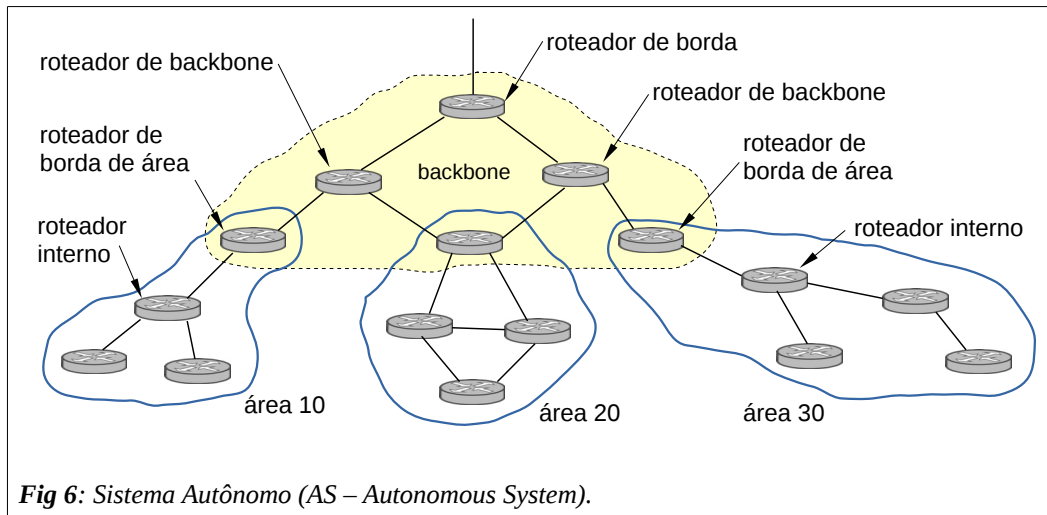 roteador de borda
roteador de backbone
roteador de backbone
roteador de
borda de área
roteador de
borda de área
backbone
roteador
interno
roteador interno
área 10
área 20
área 30
Fig 6: Sistema Autônomo (AS – Autonomous System).